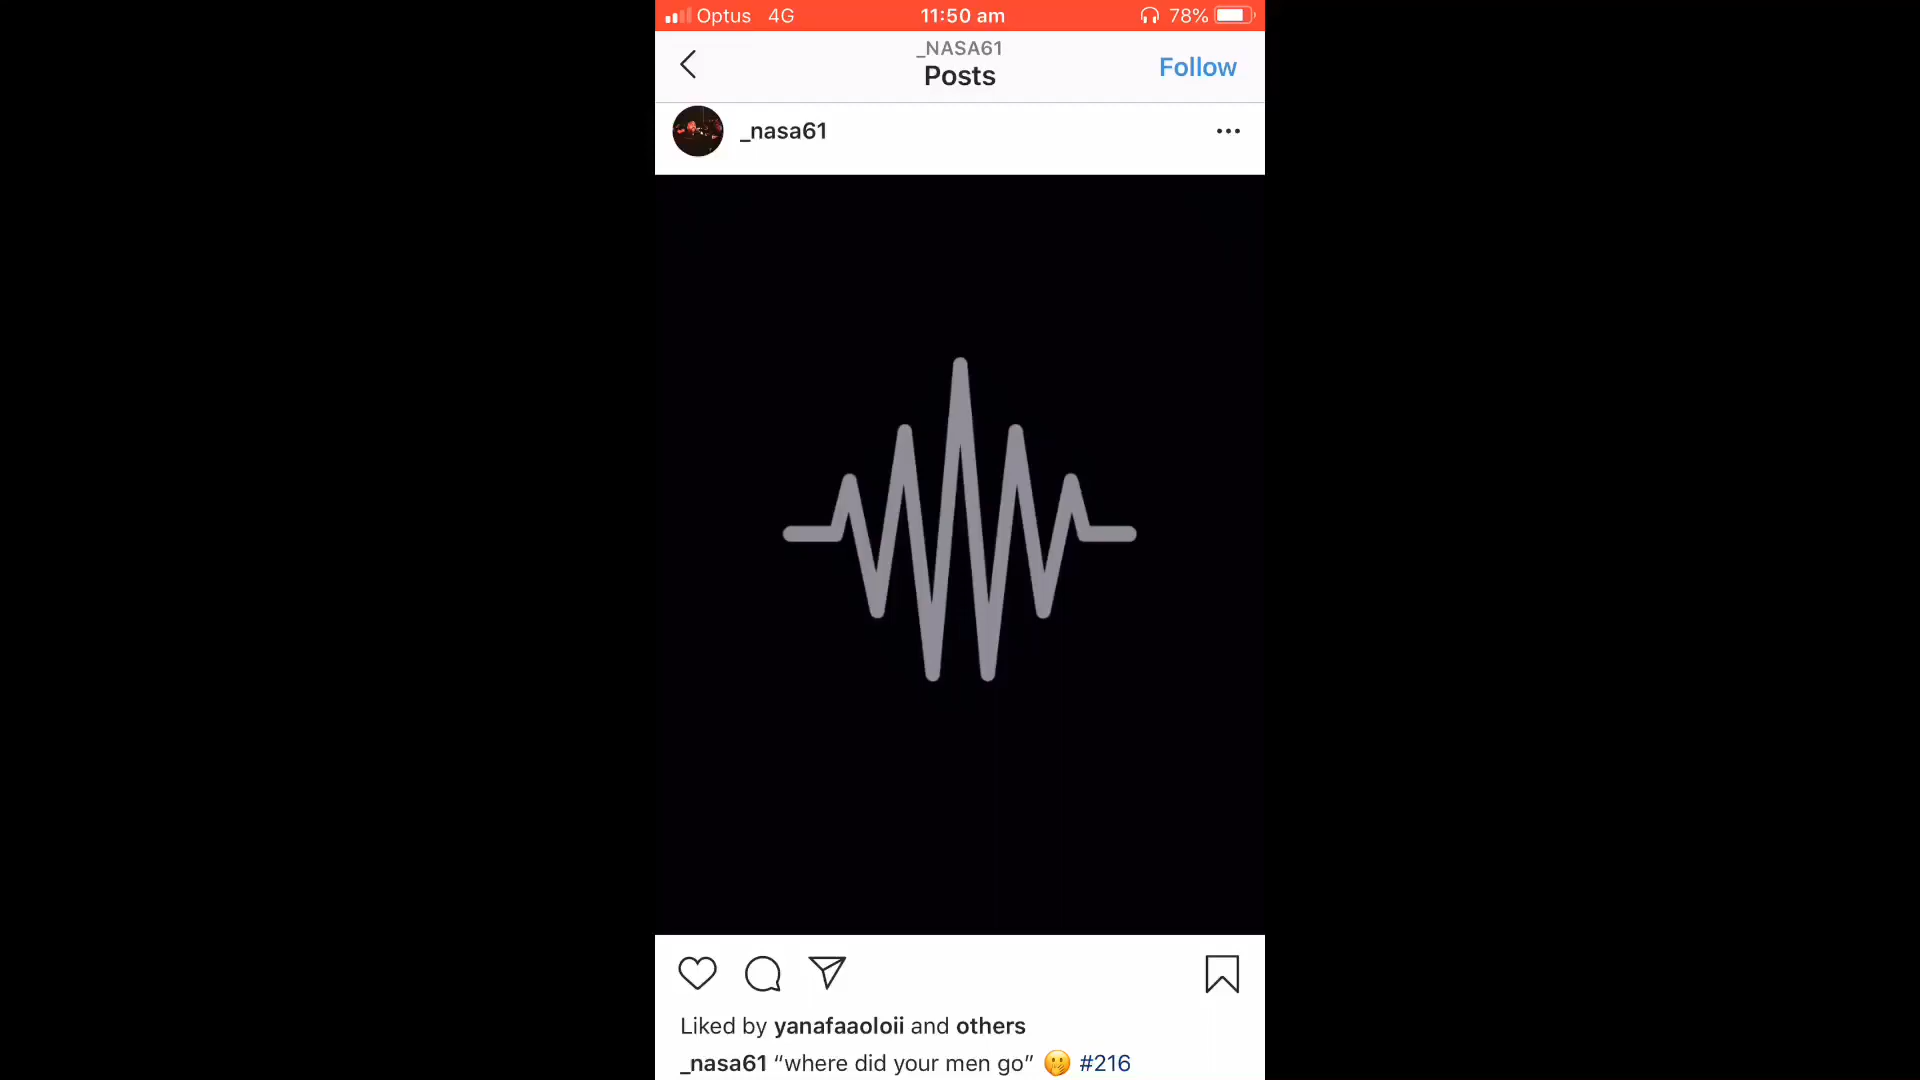 Optus 4G 11:50 am 78%
_NASA61
Posts
Follow
_nasa61
Liked by yanafaaoloii and others
_nasa61 “where did your men go” 🤭 #216